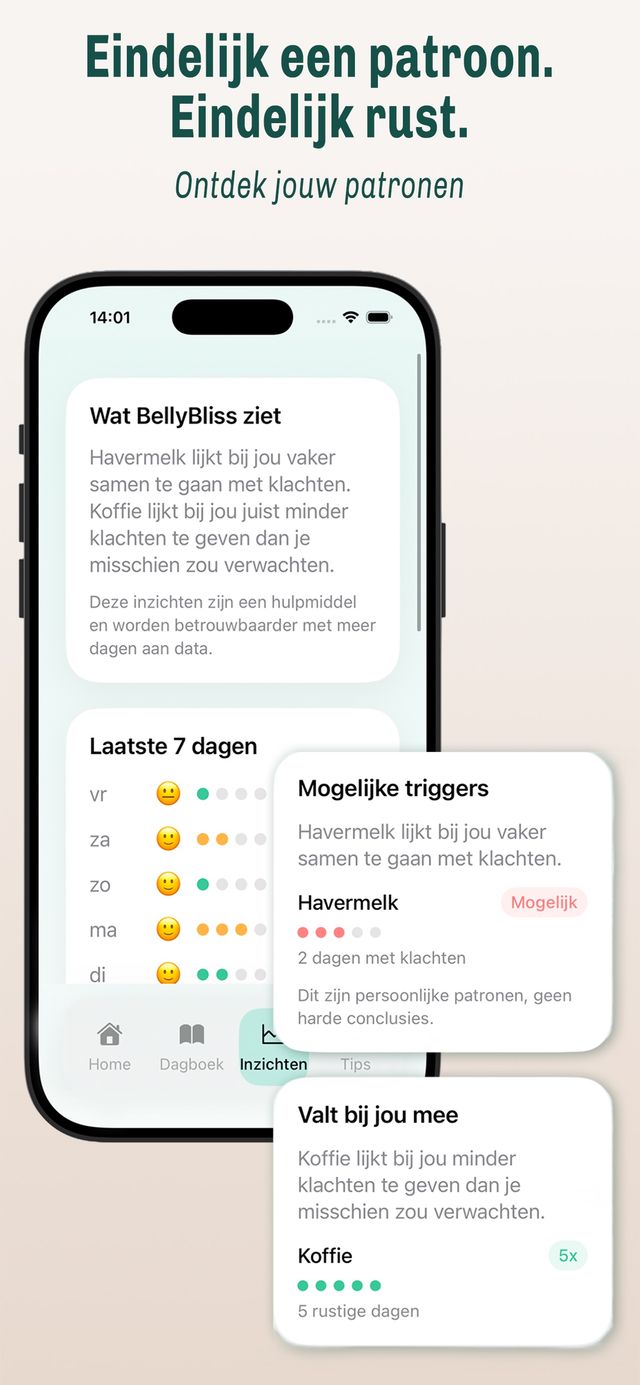 Eindelijk een patroon.
Eindelijk rust.
Ontdek jouw patronen
14:01
Wat BellyBliss ziet
Havermelk lijkt bij jou vaker
samen te gaan met klachten.
Koffie lijkt bij jou juist minder
klachten te geven dan je
misschien zou verwachten.
Deze inzichten zijn een hulpmiddel
en worden betrouwbaarder met meer
dagen aan data.
Laatste 7 dagen
vr
za
zo
ma
di
Home
Dagboek
Inzichten
Tips
Mogelijke triggers
Havermelk lijkt bij jou vaker
samen te gaan met klachten.
Havermelk
Mogelijk
2 dagen met klachten
Dit zijn persoonlijke patronen, geen
harde conclusies.
Valt bij jou mee
Koffie lijkt bij jou minder
klachten te geven dan je
misschien zou verwachten.
Koffie
5x
5 rustige dagen